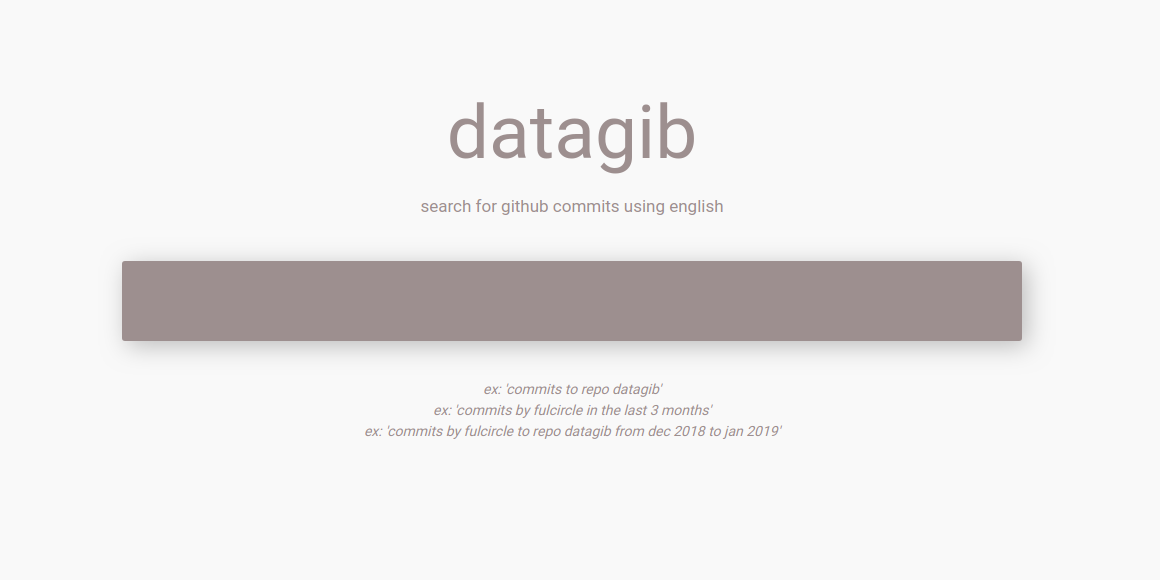 datagib
search for github commits using english
ex: 'commits to repo datagib'
ex: 'commits by fulcircle in the last 3 months'
ex: 'commits by fulcircle to repo datagib from dec 2018 to jan 2019'